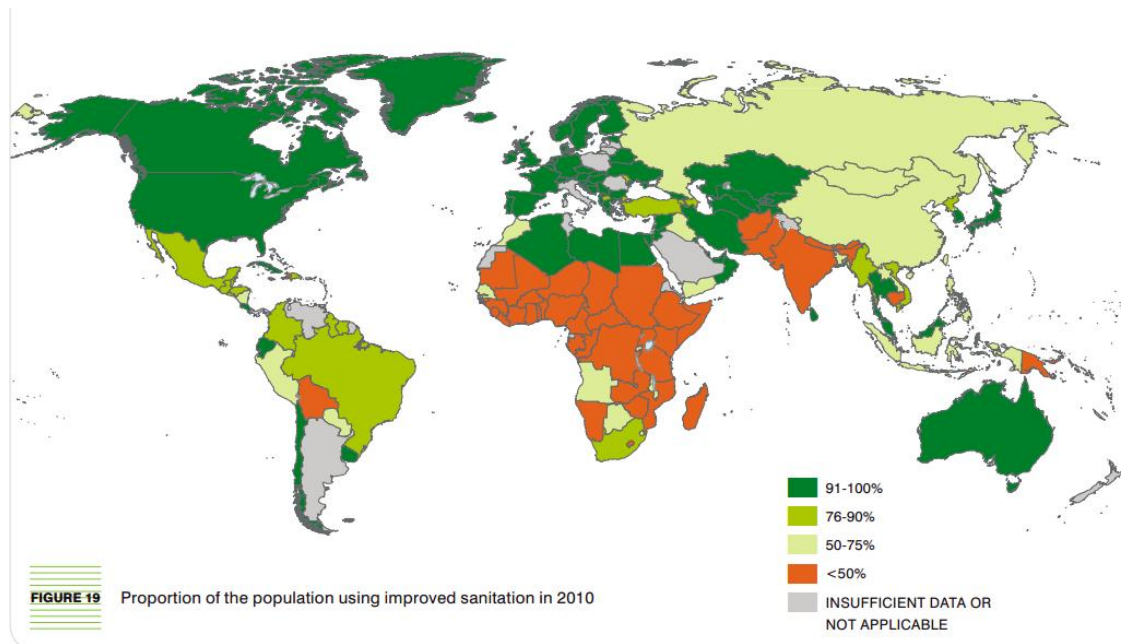 91-100%
76-90%
50-75%
<50%
INSUFFICIENT DATA OR
NOT APPLICABLE
FIGURE 19 Proportion of the population using improved sanitation in 2010